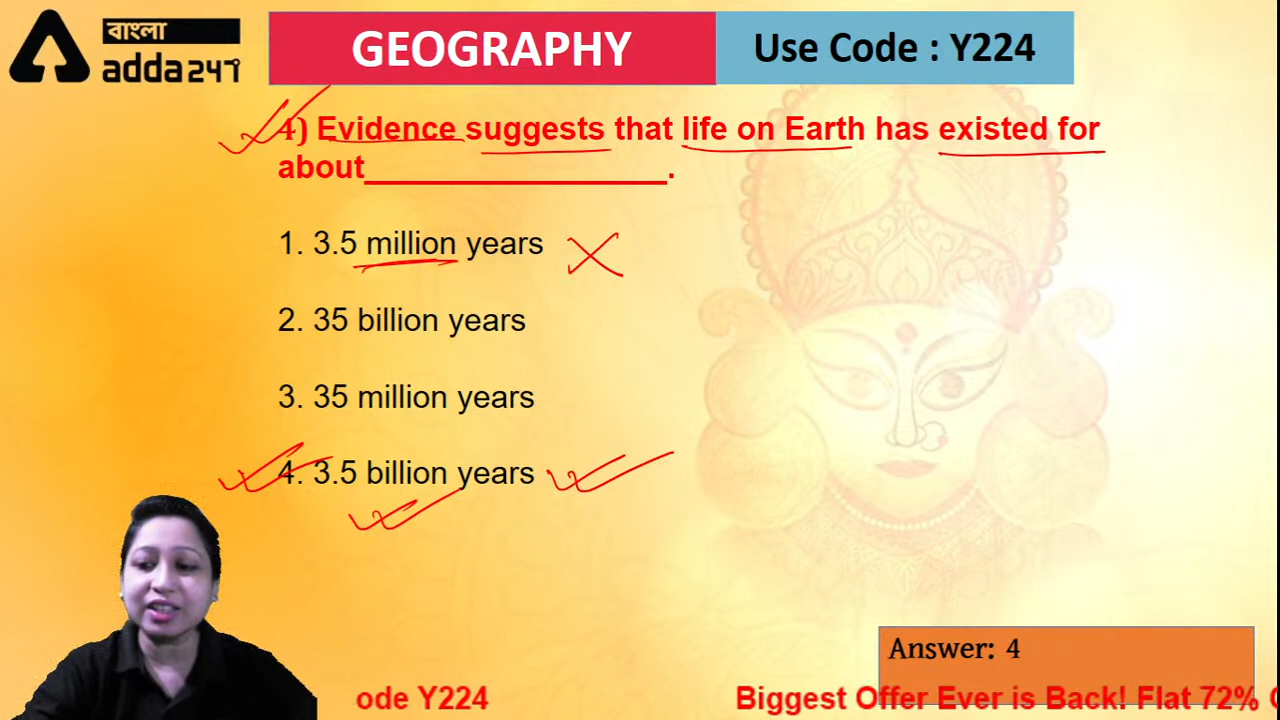 বাংলা
adda247
GEOGRAPHY
Use Code : Y224
4) Evidence suggests that life on Earth has existed for
about_________________.
1. 3.5 million years
2. 35 billion years
3. 35 million years
4. 3.5 billion years
Answer: 4
ode Y224
Biggest Offer Ever is Back! Flat 72%